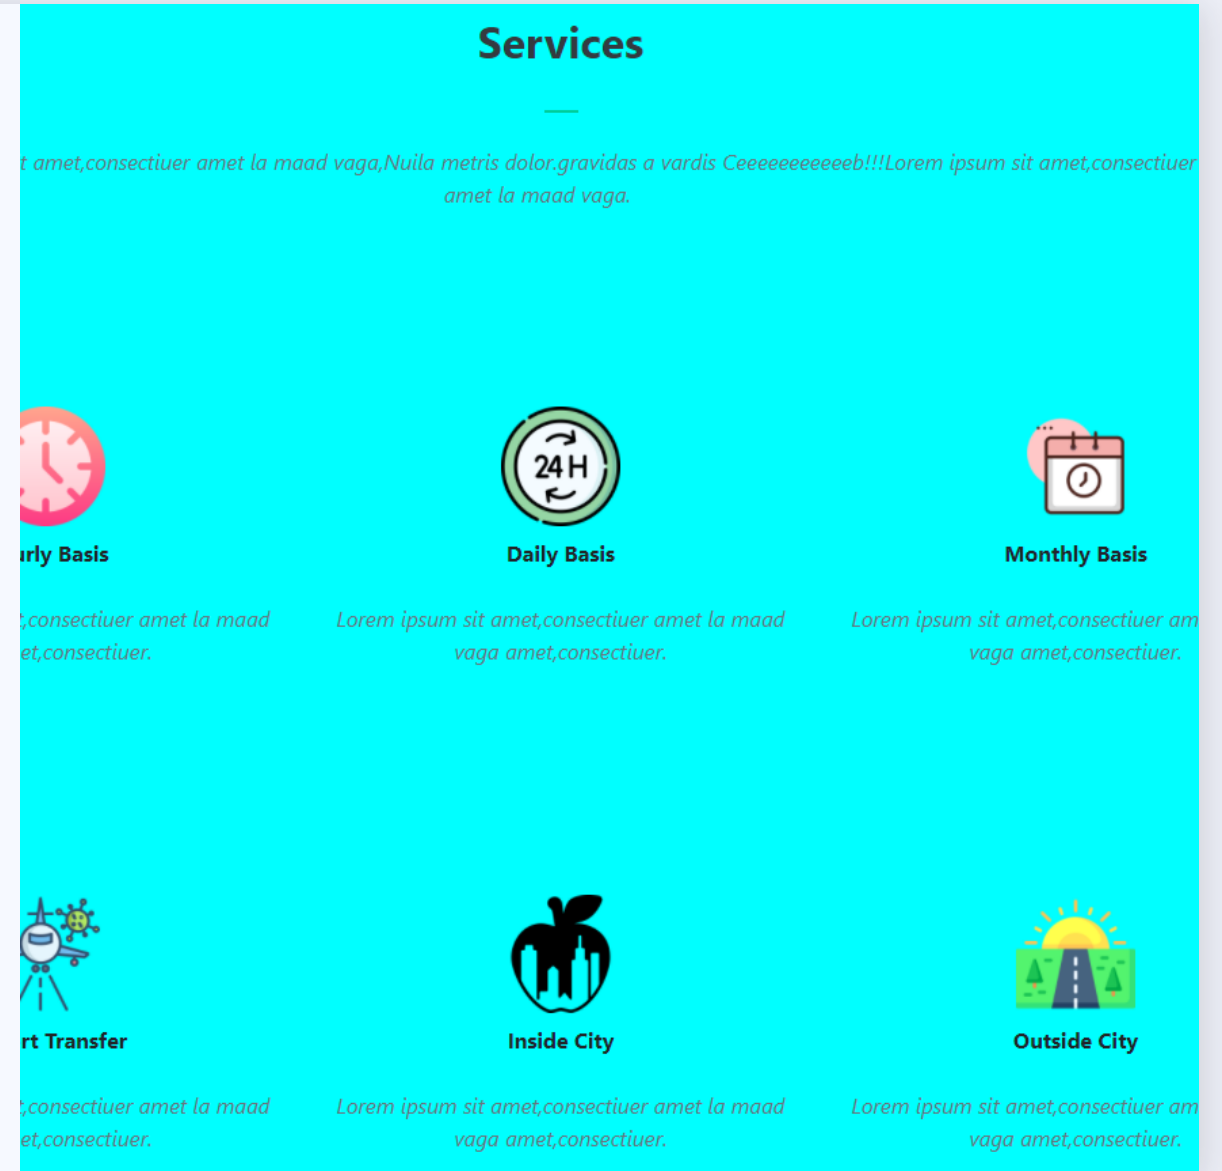 Services
t amet,consectiuer amet la maad vaga,Nuila metris dolor.gravidas a vardis Ceeeeeeeeeeeb!!!Lorem ipsum sit amet,consectiuer
amet la maad vaga.
24 H
urly Basis
Daily Basis
Monthly Basis
t,consectiuer amet la maad
et,consectiuer.
Lorem ipsum sit amet,consectiuer amet la maad
vaga amet,consectiuer.
Lorem ipsum sit amet,consectiuer am
vaga amet,consectiuer.
rt Transfer
Inside City
Outside City
t,consectiuer amet la maad
et,consectiuer.
Lorem ipsum sit amet,consectiuer amet la maad
vaga amet,consectiuer.
Lorem ipsum sit amet,consectiuer am
vaga amet,consectiuer.